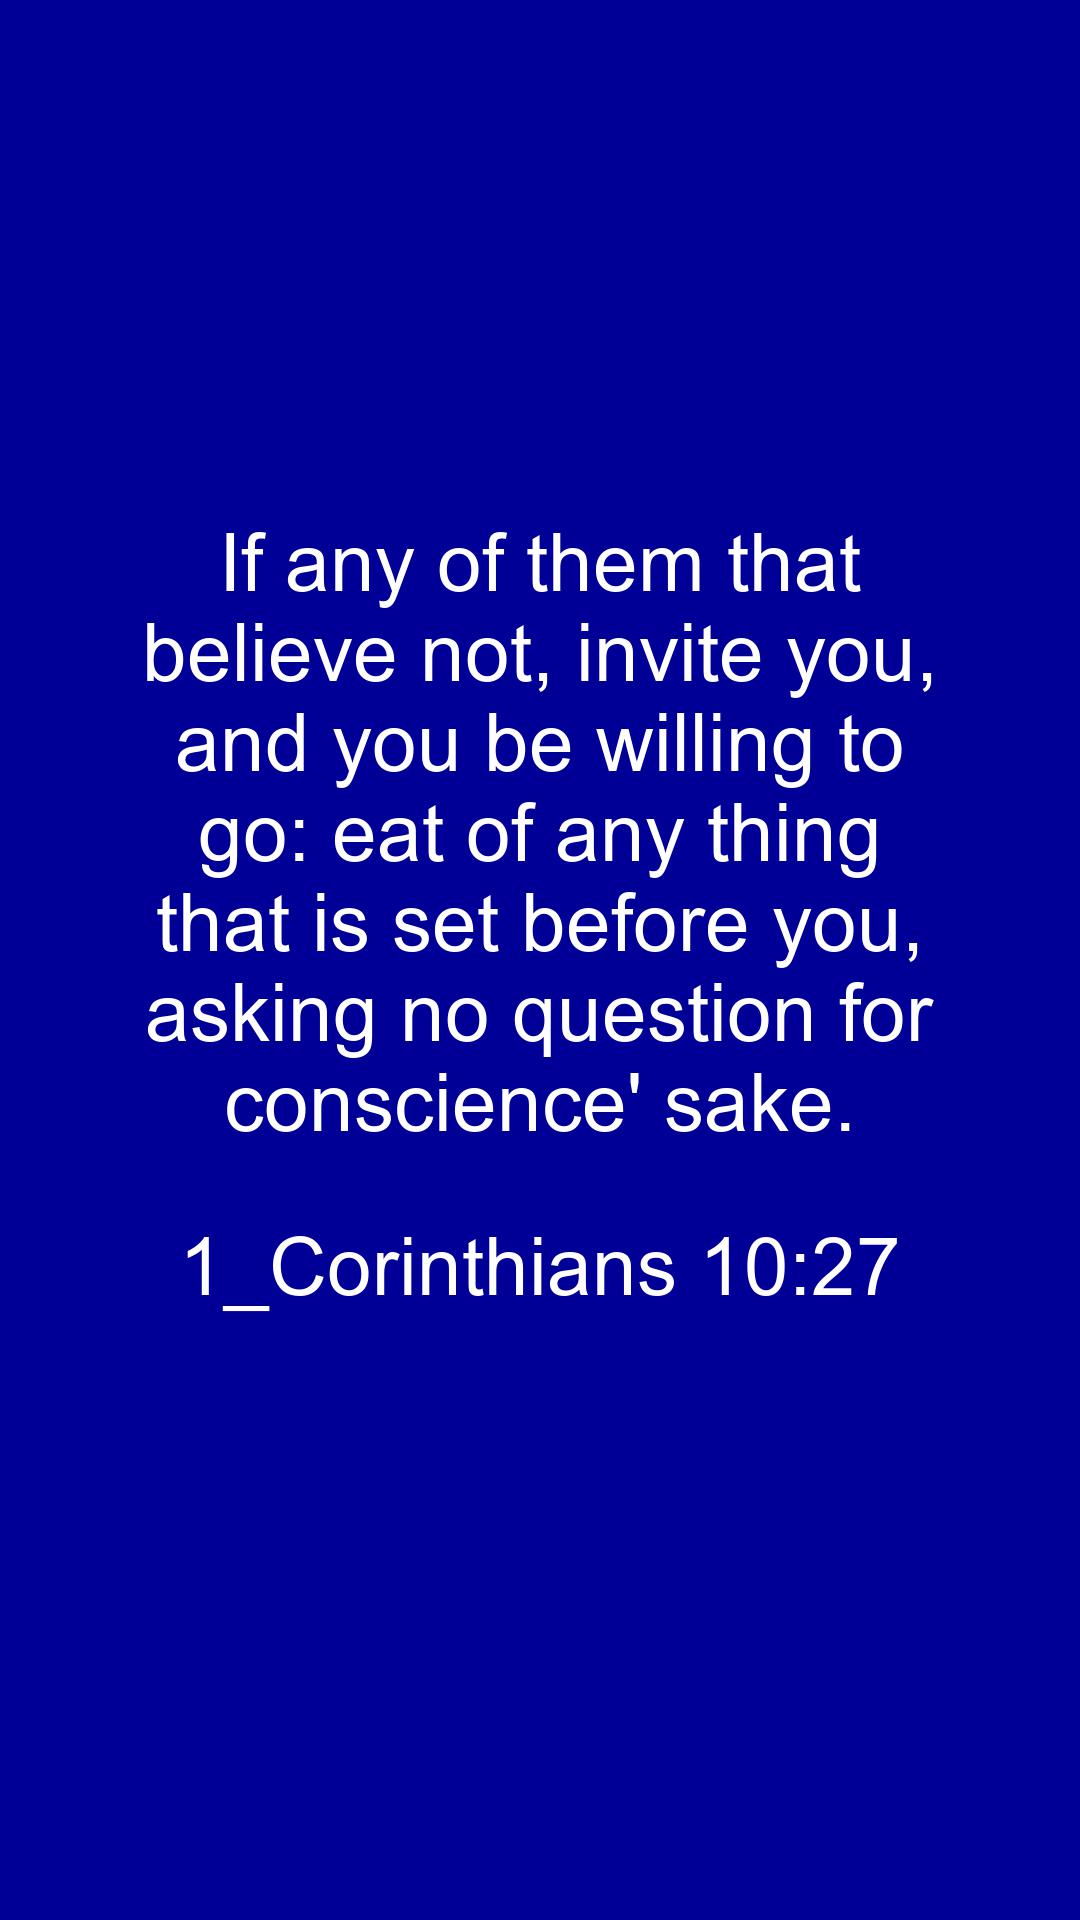 If any of them that
believe not, invite you,
and you be willing to
go: eat of any thing
that is set before you,
asking no question for
conscience' sake.
1_Corinthians 10:27